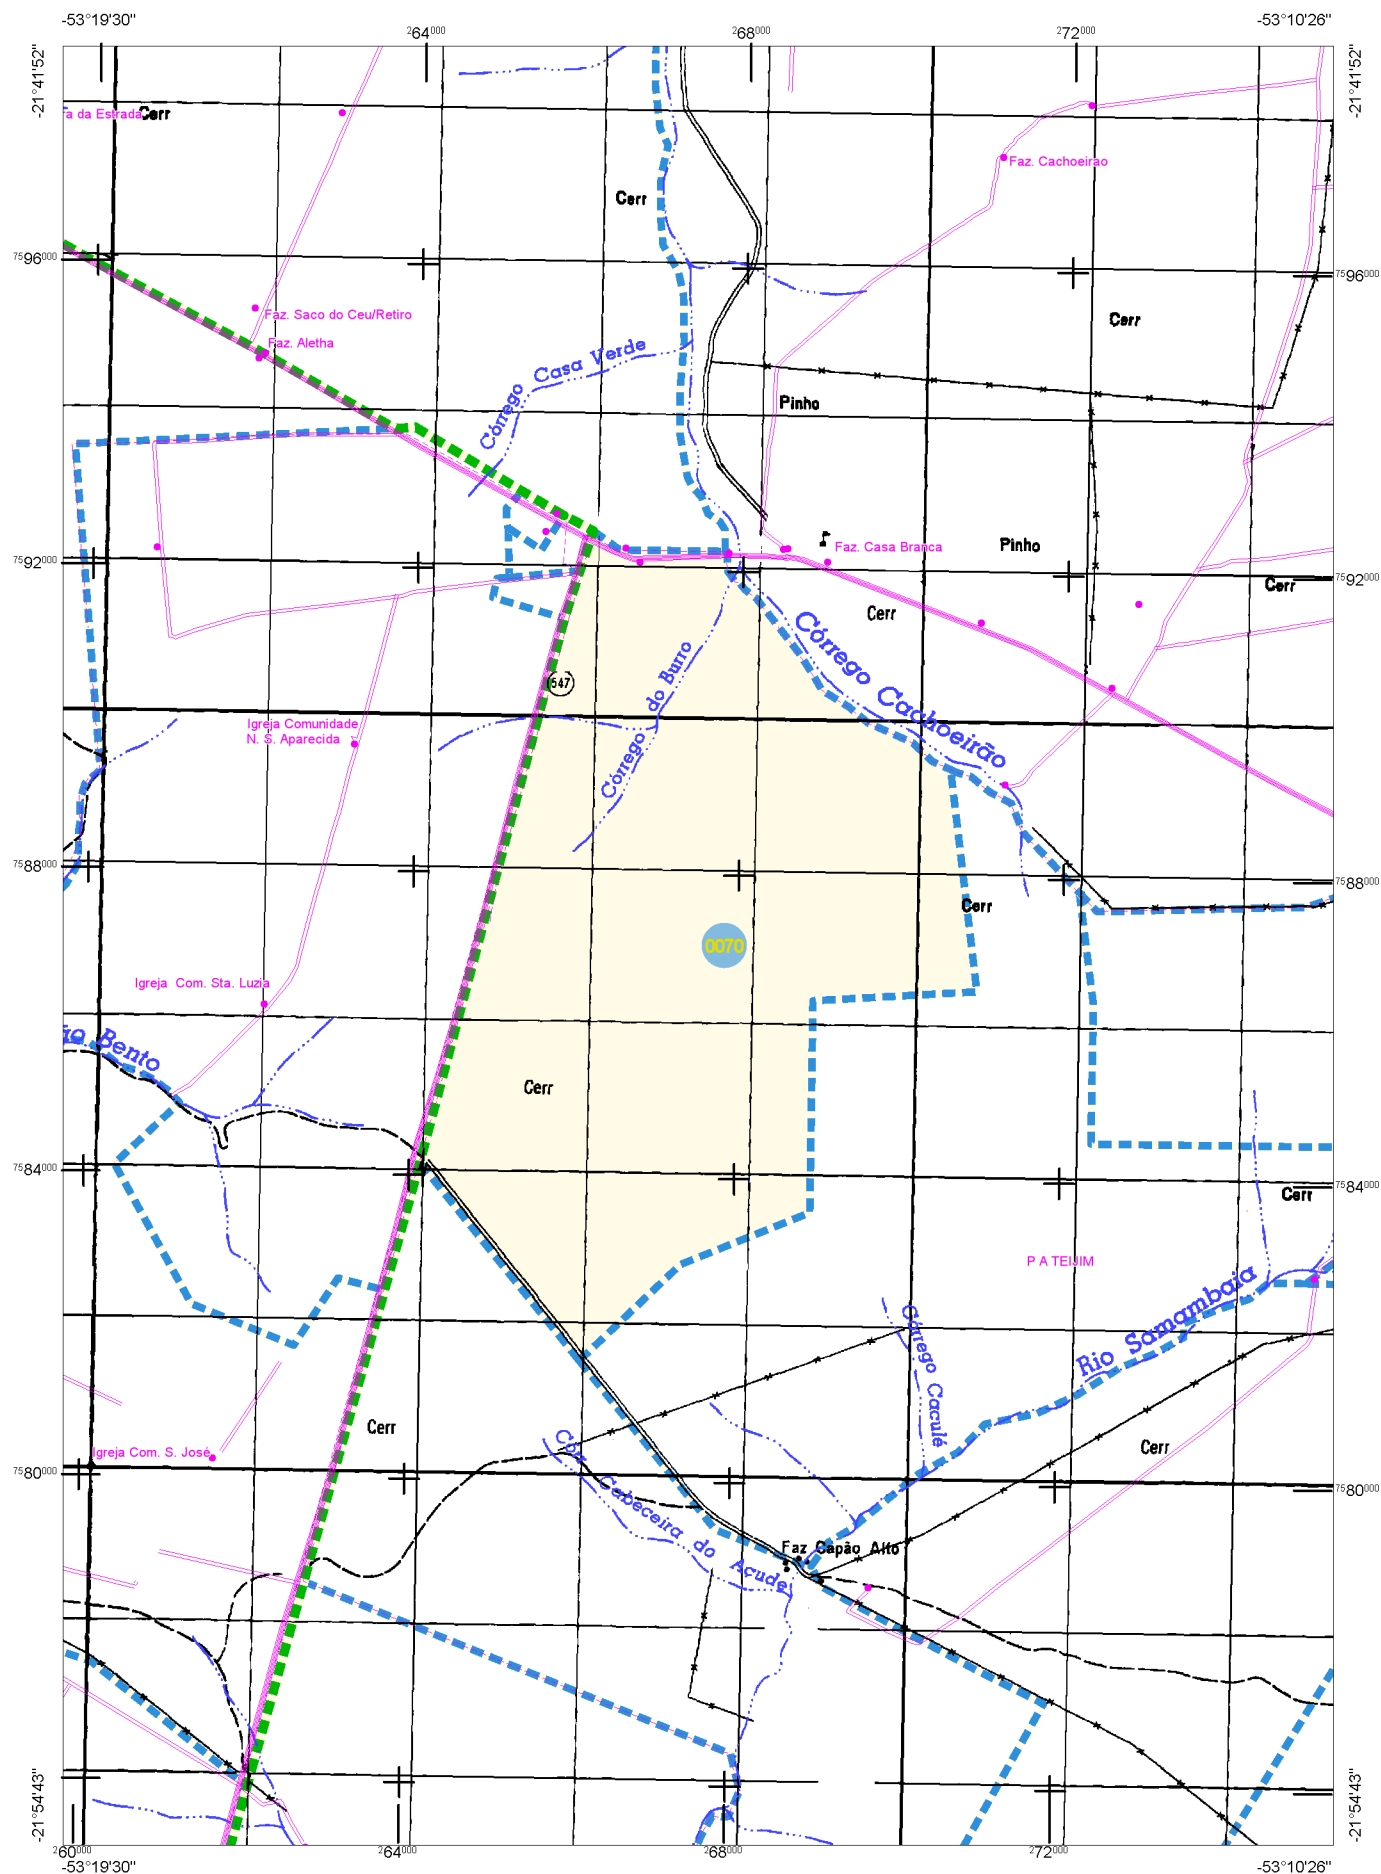 -53°19'30"
-53°10'26"
264000
268000
272000
-21°41'52"
-21°41'52"
ra da Estrada
Cerr
Faz. Cachoeirao
Cerr
7596000
7596000
Faz. Saco do Ceu/Retiro
Cerr
Faz. Aletha
Córrego Casa Verde
Pinho
Faz. Casa Branca
Pinho
7592000
7592000
Cerr
Cerr
Córrego Cachoeirão
Córrego do Burro
647
Igreja Comunidade
N. S. Aparecida
7588000
7588000
Cerr
0070
Igreja Com. Sta. Luzia
ão Bento
Cerr
7584000
7584000
Cerr
P A TEIJIM
Rio Samambaia
Córrego Caculé
Cerr
Cerr
Igreja Com. S. José
Cór. Cabeceira do Açude
7580000
7580000
Faz Capão Alto
-21°54'43"
-21°54'43"
260000
264000
268000
272000
-53°19'30"
-53°10'26"